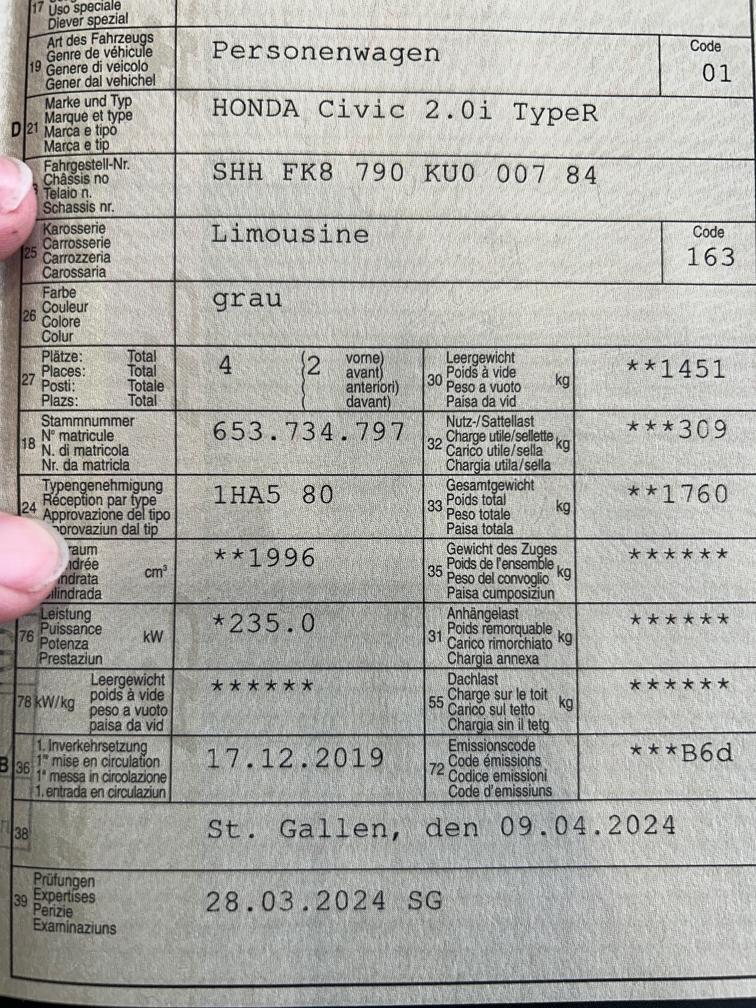 17 Uso speciale
Diever spezial
19 Art des Fahrzeugs
Genre de véhicule
Genere di veicolo
Gener dal vehichel
Personenwagen
Code
01
D 21 Marke und Typ
Marque et type
Marca e tipo
Marca e tip
HONDA Civic 2.0i TypeR
Fahrgestell-Nr.
Châssis no
Telaio n.
Schassis nr.
SHH FK8 790 KU0 007 84
25 Karosserie
Carrosserie
Carrozzeria
Carossaria
Limousine
Code
163
26 Farbe
Couleur
Colore
Colur
grau
27 Plätze: Total
Places: Total
Posti: Totale
Plazs: Total
4 (2 vorne)
avant)
anteriori)
davant)
30 Leergewicht
Poids à vide
Peso a vuoto
Paisa da vid
kg
**1451
18 Stammnummer
N° matricule
N. di matricola
Nr. da matricla
653.734.797
32 Nutz-/Sattellast
Charge utile/sellette
Carico utile/sella
Chargia utila/sella
kg
***309
24 Typengenehmigung
Réception par type
Approvazione del tipo
provaziun dal tip
1HA5 80
33 Gesamtgewicht
Poids total
Peso totale
Paisa totala
kg
**1760
raum
ndrée
indrata
ilindrada
cm³
**1996
35 Gewicht des Zuges
Poids de l'ensemble
Peso del convoglio
Paisa cumposiziun
kg
******
76 Leistung
Puissance
Potenza
Prestaziun
kW
*235.0
31 Anhängelast
Poids remorquable
Carico rimorchiato
Chargia annexa
kg
******
78 kW/kg Leergewicht
poids à vide
peso a vuoto
paisa da vid
******
55 Dachlast
Charge sur le toit
Carico sul tetto
Chargia sin il tetg
kg
******
B 36 1. Inverkehrsetzung
1re mise en circulation
1a messa in circolazione
1. entrada en circulaziun
17.12.2019
72 Emissionscode
Code émissions
Codice emissioni
Code d'emissiuns
***B6d
38 St. Gallen, den 09.04.2024
39 Prüfungen
Expertises
Perizie
Examinaziuns
28.03.2024 SG